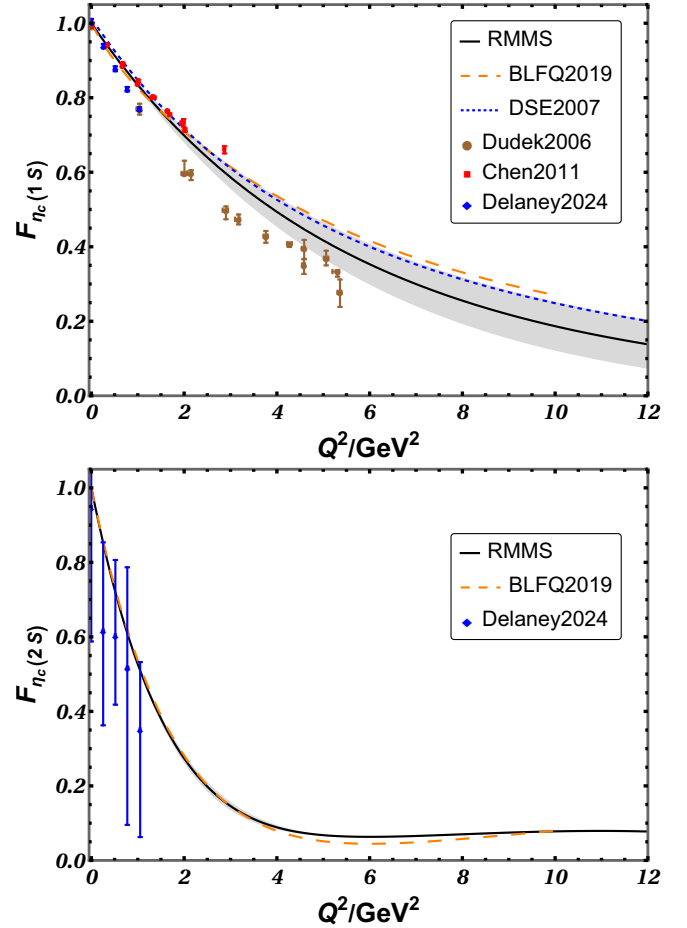 1.0
0.8
0.6
0.4
0.2
0.0
F_{η_c (1 S)}
RMMS
BLFQ2019
DSE2007
Dudek2006
Chen2011
Delaney2024
0 2 4 6 8 10 12
Q²/GeV²
1.0
0.8
0.6
0.4
0.2
0.0
F_{η_c (2 S)}
RMMS
BLFQ2019
Delaney2024
0 2 4 6 8 10 12
Q²/GeV²